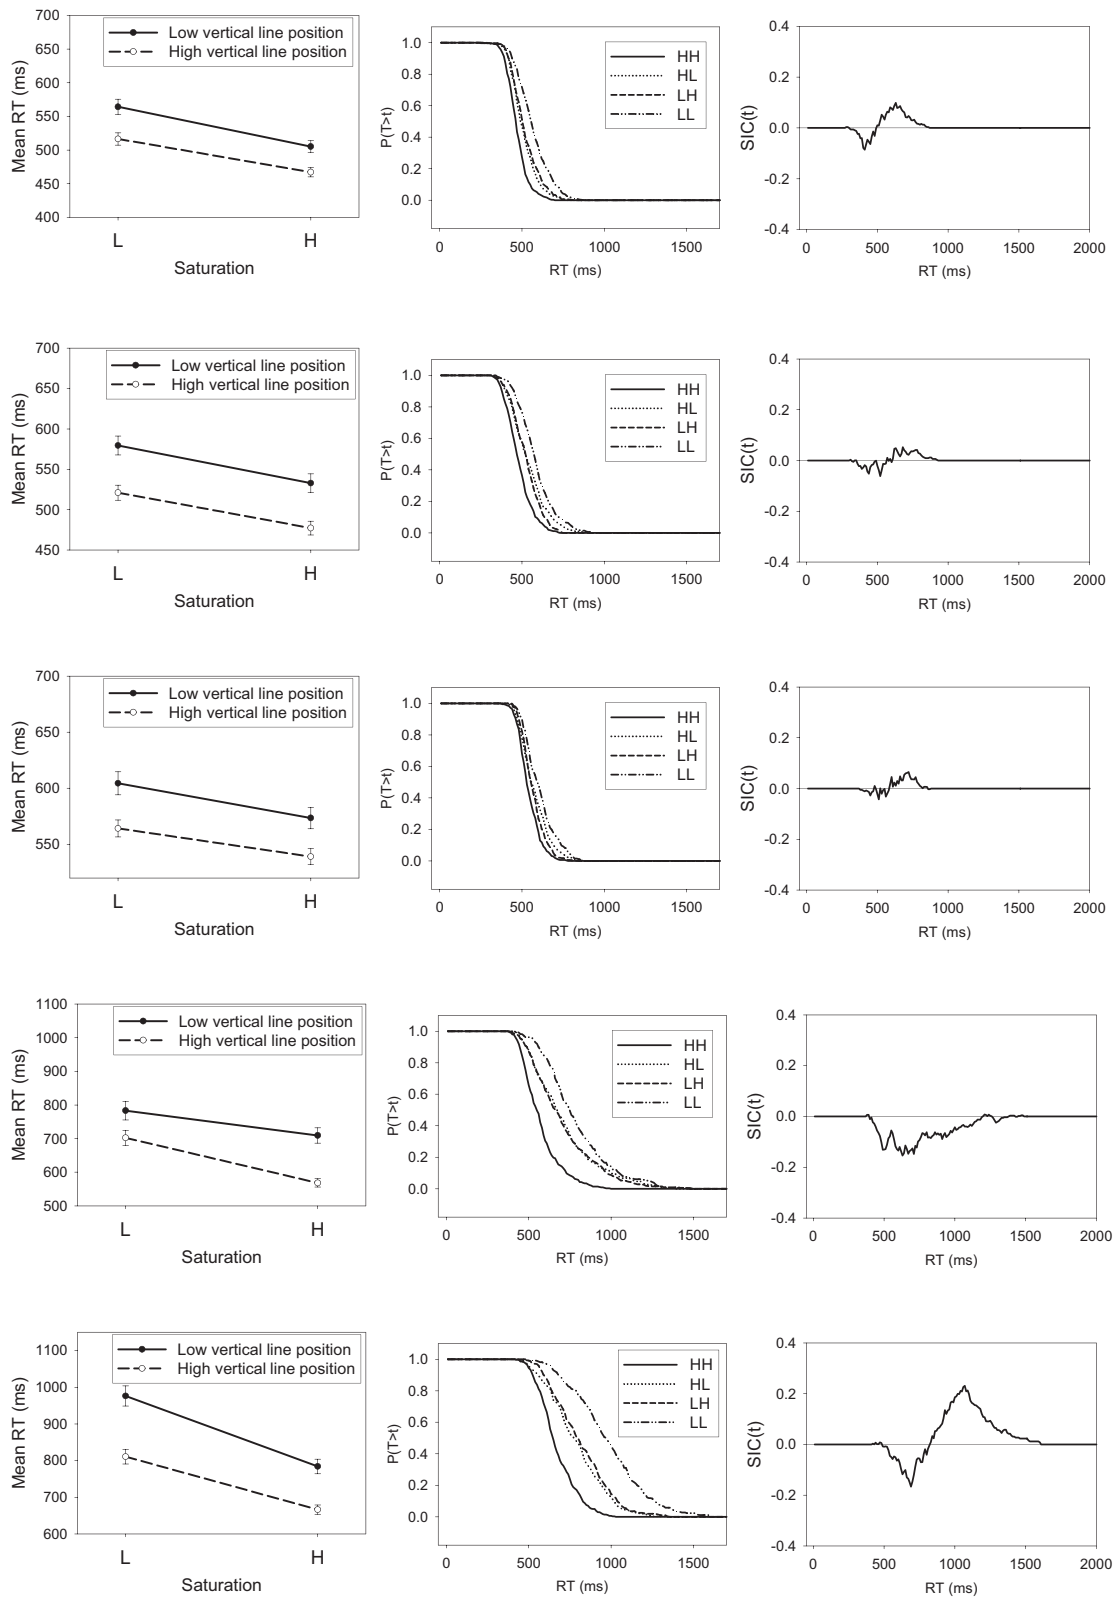 700
650
600
550
500
450
400
Mean RT (ms)
Low vertical line position
High vertical line position
L
H
Saturation
1.0
0.8
0.6
0.4
0.2
0.0
P(T>t)
HH
HL
LH
LL
0
500
1000
1500
RT (ms)
0.4
0.2
0.0
-0.2
-0.4
SIC(t)
0
500
1000
1500
2000
RT (ms)
700
650
600
550
500
450
Mean RT (ms)
Low vertical line position
High vertical line position
L
H
Saturation
1.0
0.8
0.6
0.4
0.2
0.0
P(T>t)
HH
HL
LH
LL
0
500
1000
1500
RT (ms)
0.4
0.2
0.0
-0.2
-0.4
SIC(t)
0
500
1000
1500
2000
RT (ms)
700
650
600
550
Mean RT (ms)
Low vertical line position
High vertical line position
L
H
Saturation
1.0
0.8
0.6
0.4
0.2
0.0
P(T>t)
HH
HL
LH
LL
0
500
1000
1500
RT (ms)
0.4
0.2
0.0
-0.2
-0.4
SIC(t)
0
500
1000
1500
2000
RT (ms)
1100
1000
900
800
700
600
500
Mean RT (ms)
Low vertical line position
High vertical line position
L
H
Saturation
1.0
0.8
0.6
0.4
0.2
0.0
P(T>t)
HH
HL
LH
LL
0
500
1000
1500
RT (ms)
0.4
0.2
0.0
-0.2
-0.4
SIC(t)
0
500
1000
1500
2000
RT (ms)
1100
1000
900
800
700
600
Mean RT (ms)
Low vertical line position
High vertical line position
L
H
Saturation
1.0
0.8
0.6
0.4
0.2
0.0
P(T>t)
HH
HL
LH
LL
0
500
1000
1500
RT (ms)
0.4
0.2
0.0
-0.2
-0.4
SIC(t)
0
500
1000
1500
2000
RT (ms)